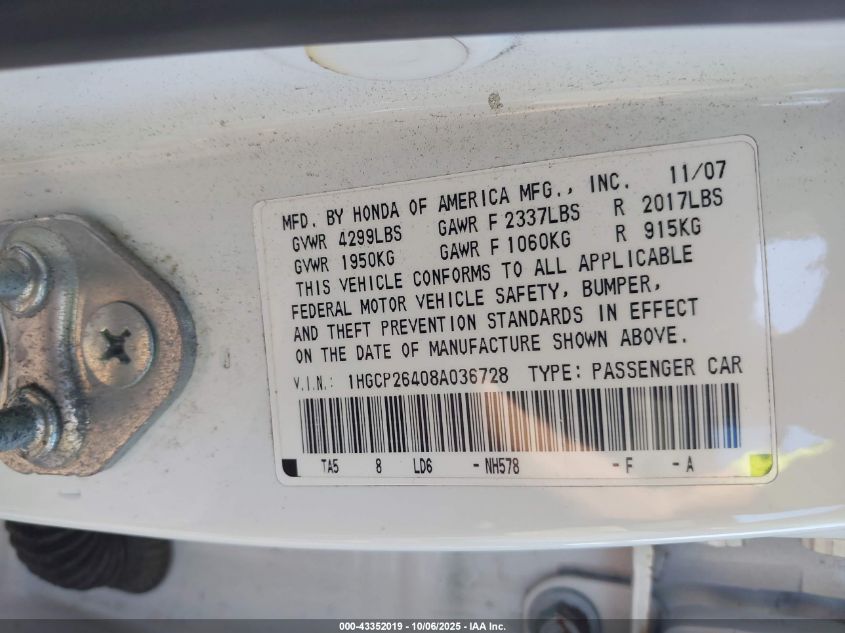 MFD. BY HONDA OF AMERICA MFG., INC. 11/07
GVWR 4299LBS GAWR F 2337LBS R 2017LBS
GVWR 1950KG GAWR F 1060KG R 915KG
THIS VEHICLE CONFORMS TO ALL APPLICABLE
FEDERAL MOTOR VEHICLE SAFETY, BUMPER,
AND THEFT PREVENTION STANDARDS IN EFFECT
ON THE DATE OF MANUFACTURE SHOWN ABOVE.
V.I.N.: 1HGCP26408A036728 TYPE: PASSENGER CAR
TA5 8 LD6 -NH578 -F -A
000-43352019 - 10/06/2025 - IAA Inc.